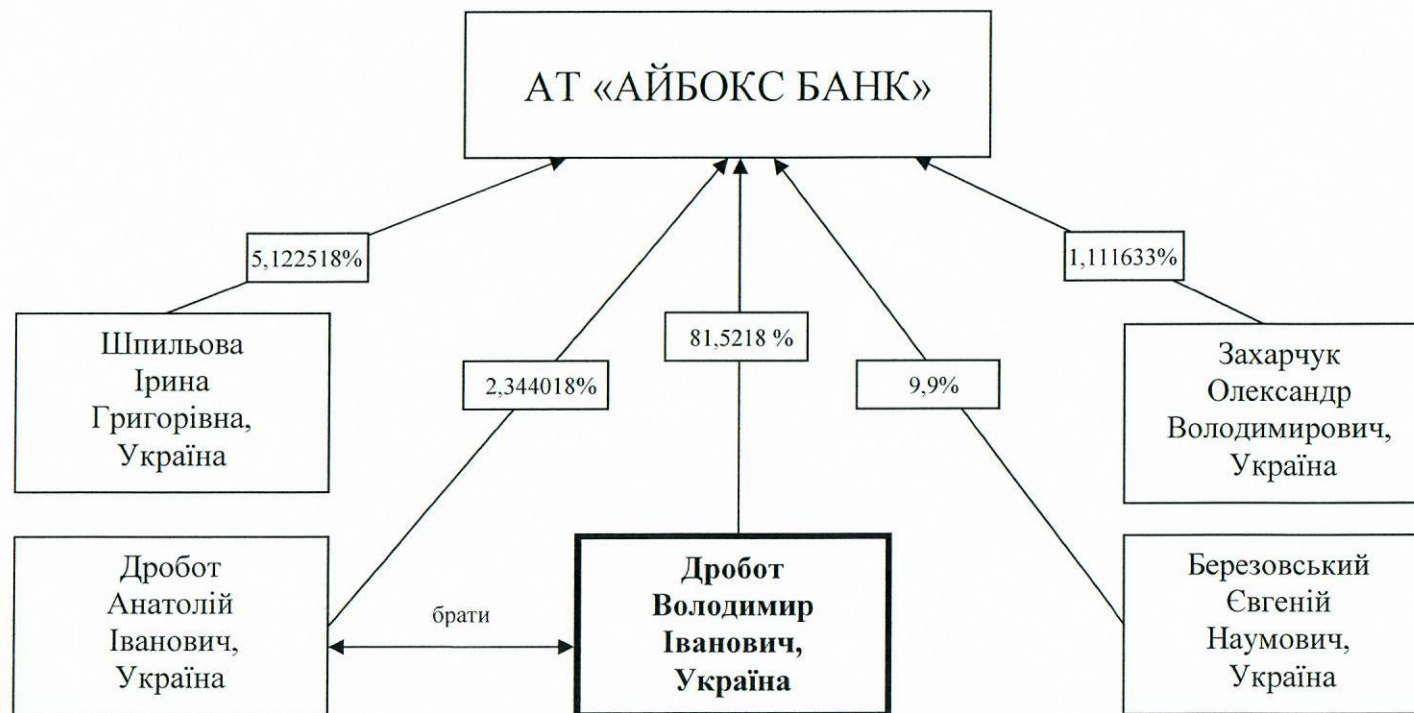 АТ «АЙБОКС БАНК»
5,122518%
1,111633%
Шпильова
Ірина
Григорівна,
Україна
2,344018%
81,5218 %
9,9%
Захарчук
Олександр
Володимирович,
Україна
Дробот
Анатолій
Іванович,
Україна
брати
Дробот
Володимир
Іванович,
Україна
Березовський
Євгеній
Наумович,
Україна